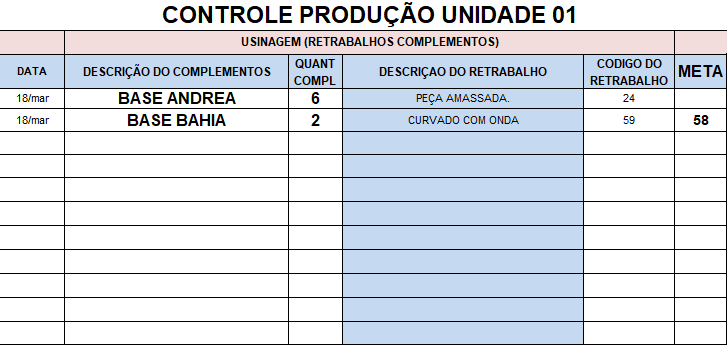 CONTROLE PRODUÇÃO UNIDADE 01
USINAGEM (RETRABALHOS COMPLEMENTOS)
DATA DESCRIÇÃO DO COMPLEMENTOS QUANT COMPL DESCRIÇAO DO RETRABALHO CODIGO DO RETRABALHO META
18/mar BASE ANDREA 6 PEÇA AMASSADA. 24
18/mar BASE BAHIA 2 CURVADO COM ONDA 59 58